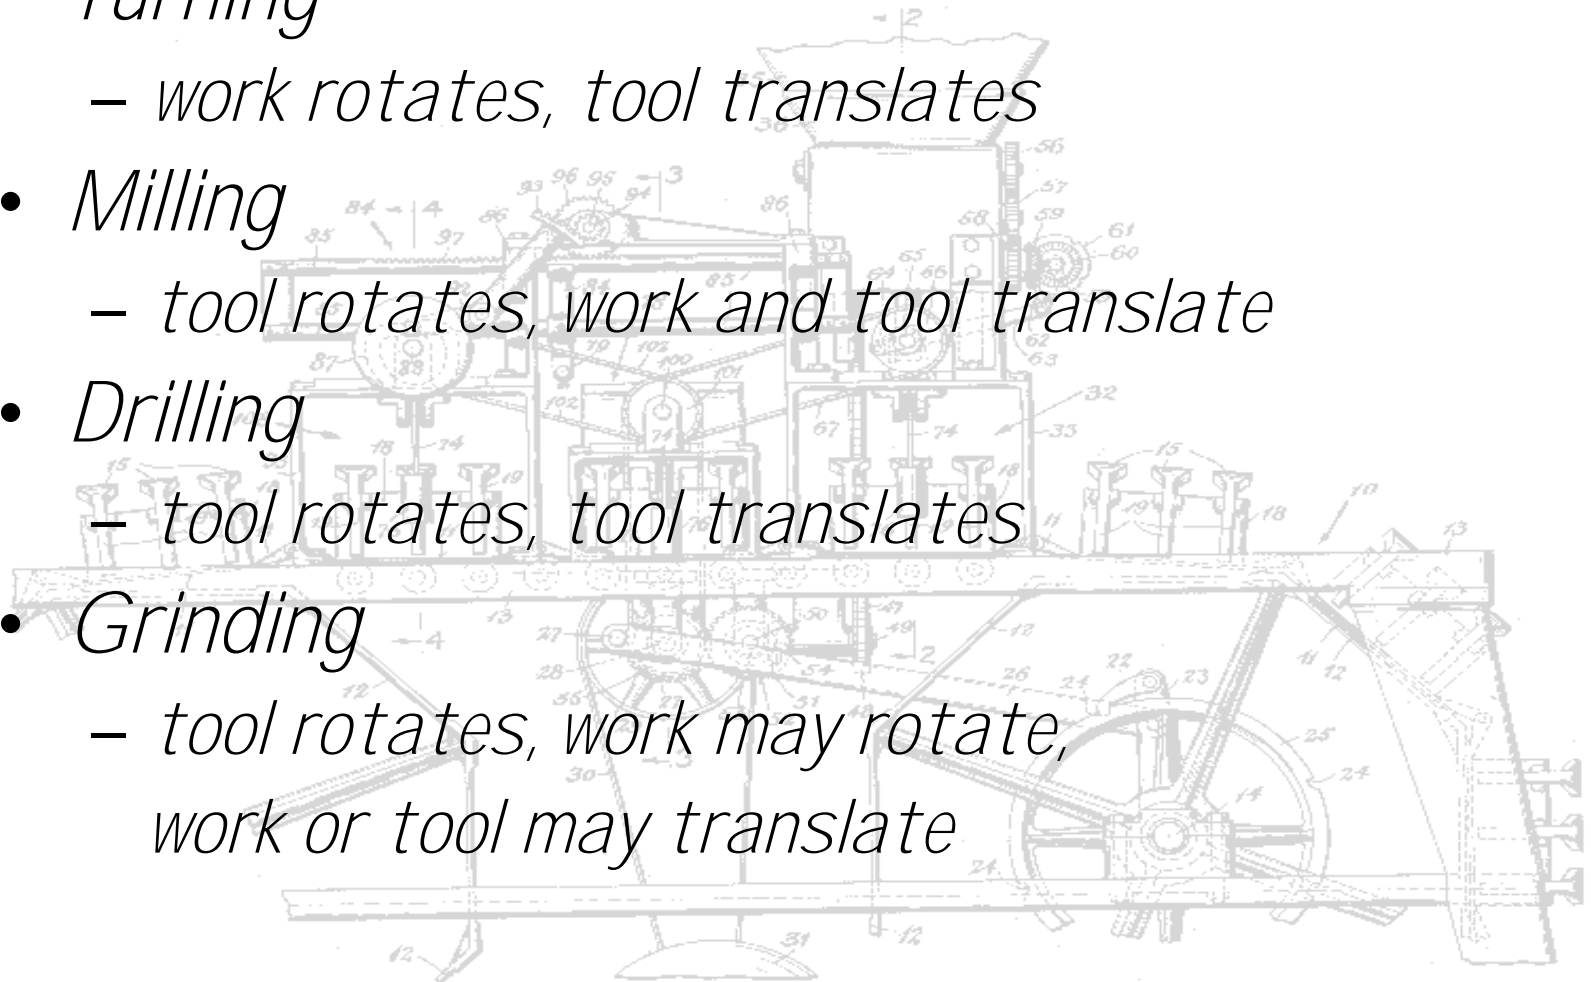 Turning
– work rotates, tool translates
• Milling
– tool rotates, work and tool translate
• Drilling
– tool rotates, tool translates
• Grinding
– tool rotates, work may rotate,
work or tool may translate